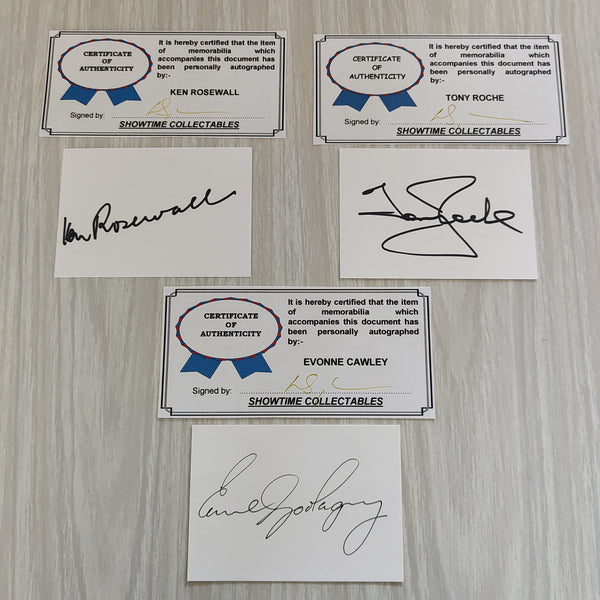 CERTIFICATE
OF
AUTHENTICITY
It is hereby certified that the item
of memorabilia which
accompanies this document has
been personally autographed
by:-
KEN ROSEWALL
Signed by:
SHOWTIME COLLECTABLES
CERTIFICATE
OF
AUTHENTICITY
It is hereby certified that the item
of memorabilia which
accompanies this document has
been personally autographed
by:-
TONY ROCHE
Signed by:
SHOWTIME COLLECTABLES
Ken Rosewall
Tony Roche
CERTIFICATE
OF
AUTHENTICITY
It is hereby certified that the item
of memorabilia which
accompanies this document has
been personally autographed
by:-
EVONNE CAWLEY
Signed by:
SHOWTIME COLLECTABLES